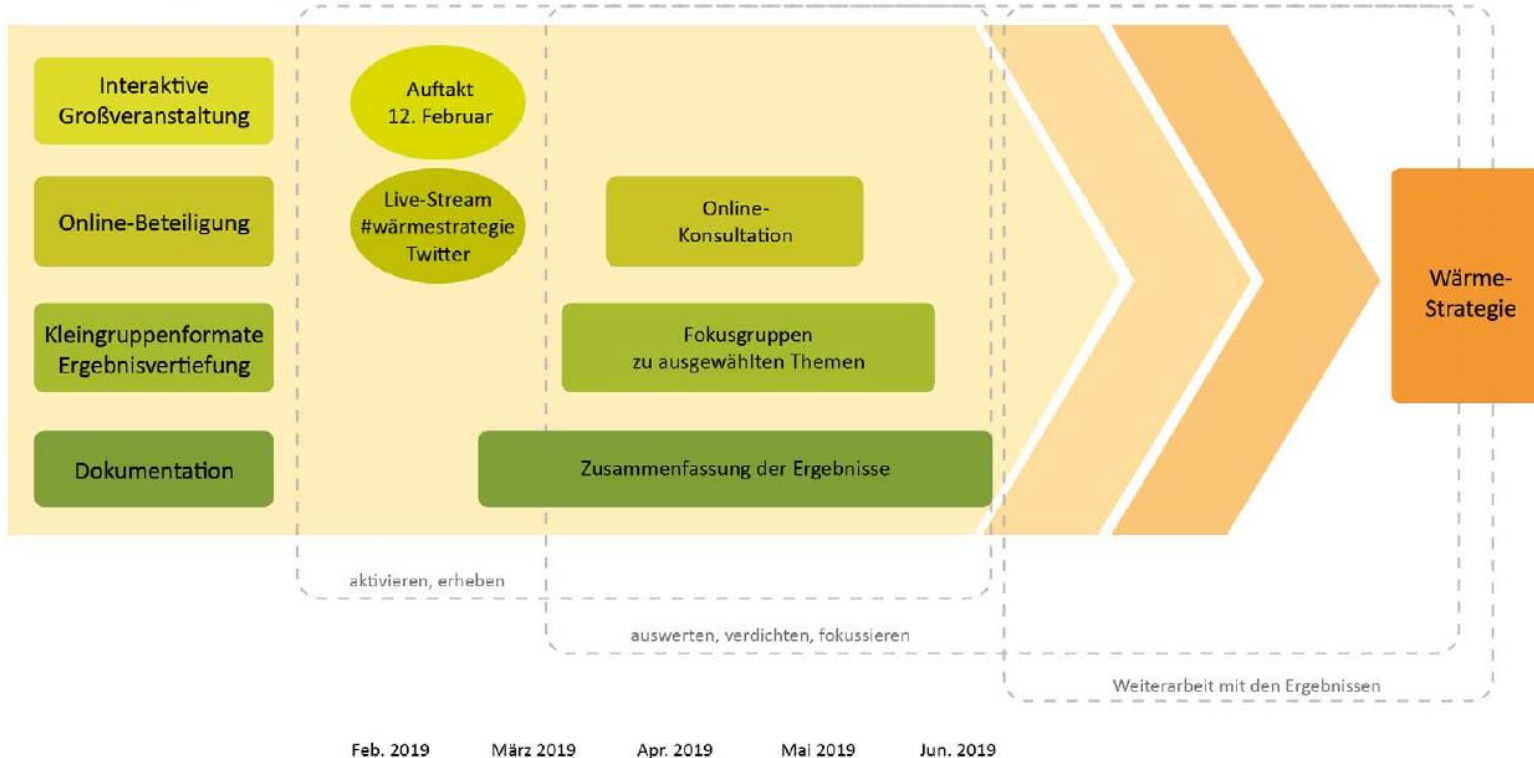 Interaktive
Großveranstaltung
Auftakt
12. Februar
Online-Beteiligung
Live-Stream
#wärmestrategie
Twitter
Online-
Konsultation
Wärme-
Strategie
Kleingruppenformate
Ergebnisvertiefung
Fokusgruppen
zu ausgewählten Themen
Dokumentation
Zusammenfassung der Ergebnisse
aktivieren, erheben
auswerten, verdichten, fokussieren
Weiterarbeit mit den Ergebnissen
Feb. 2019 März 2019 Apr. 2019 Mai 2019 Jun. 2019